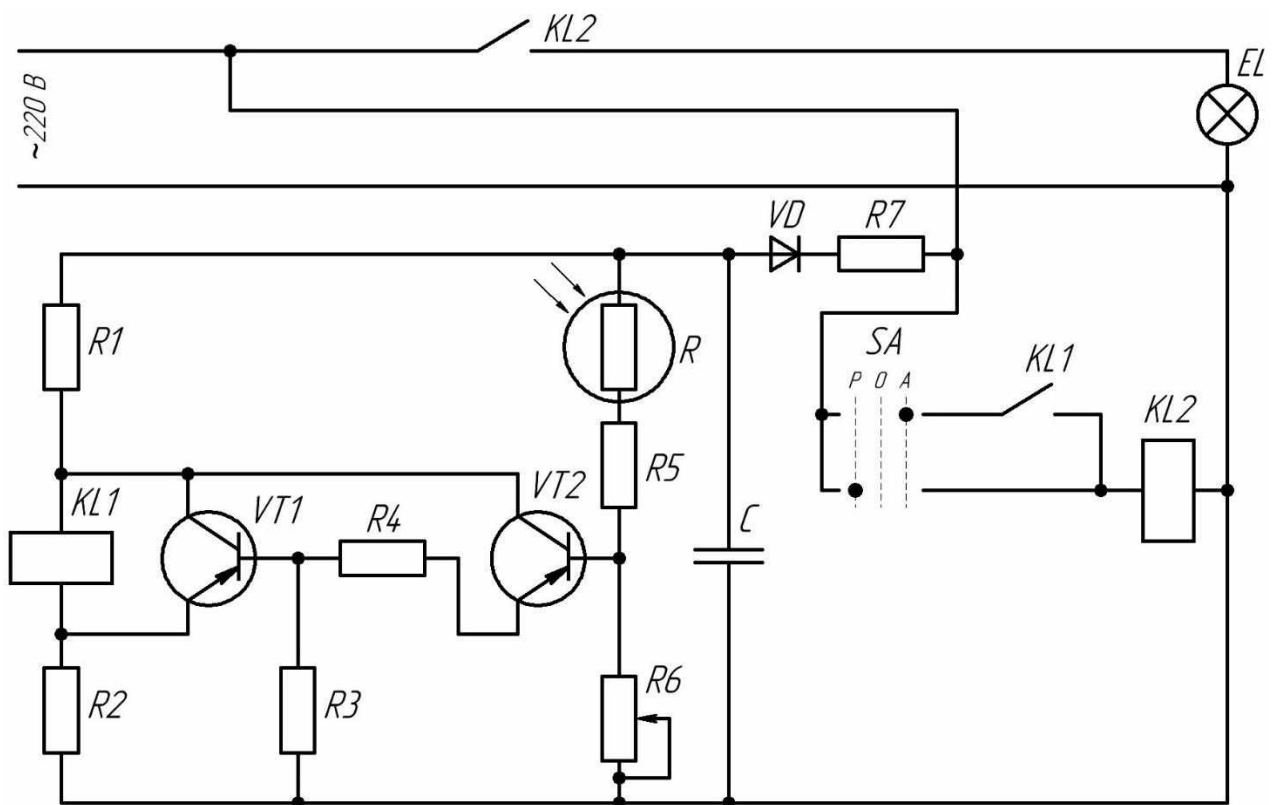 KL2
EL
~220 В
VD
R7
R1
R
SA
KL1
Р О А
KL2
R5
KL1
VT1
R4
VT2
C
R2
R3
R6